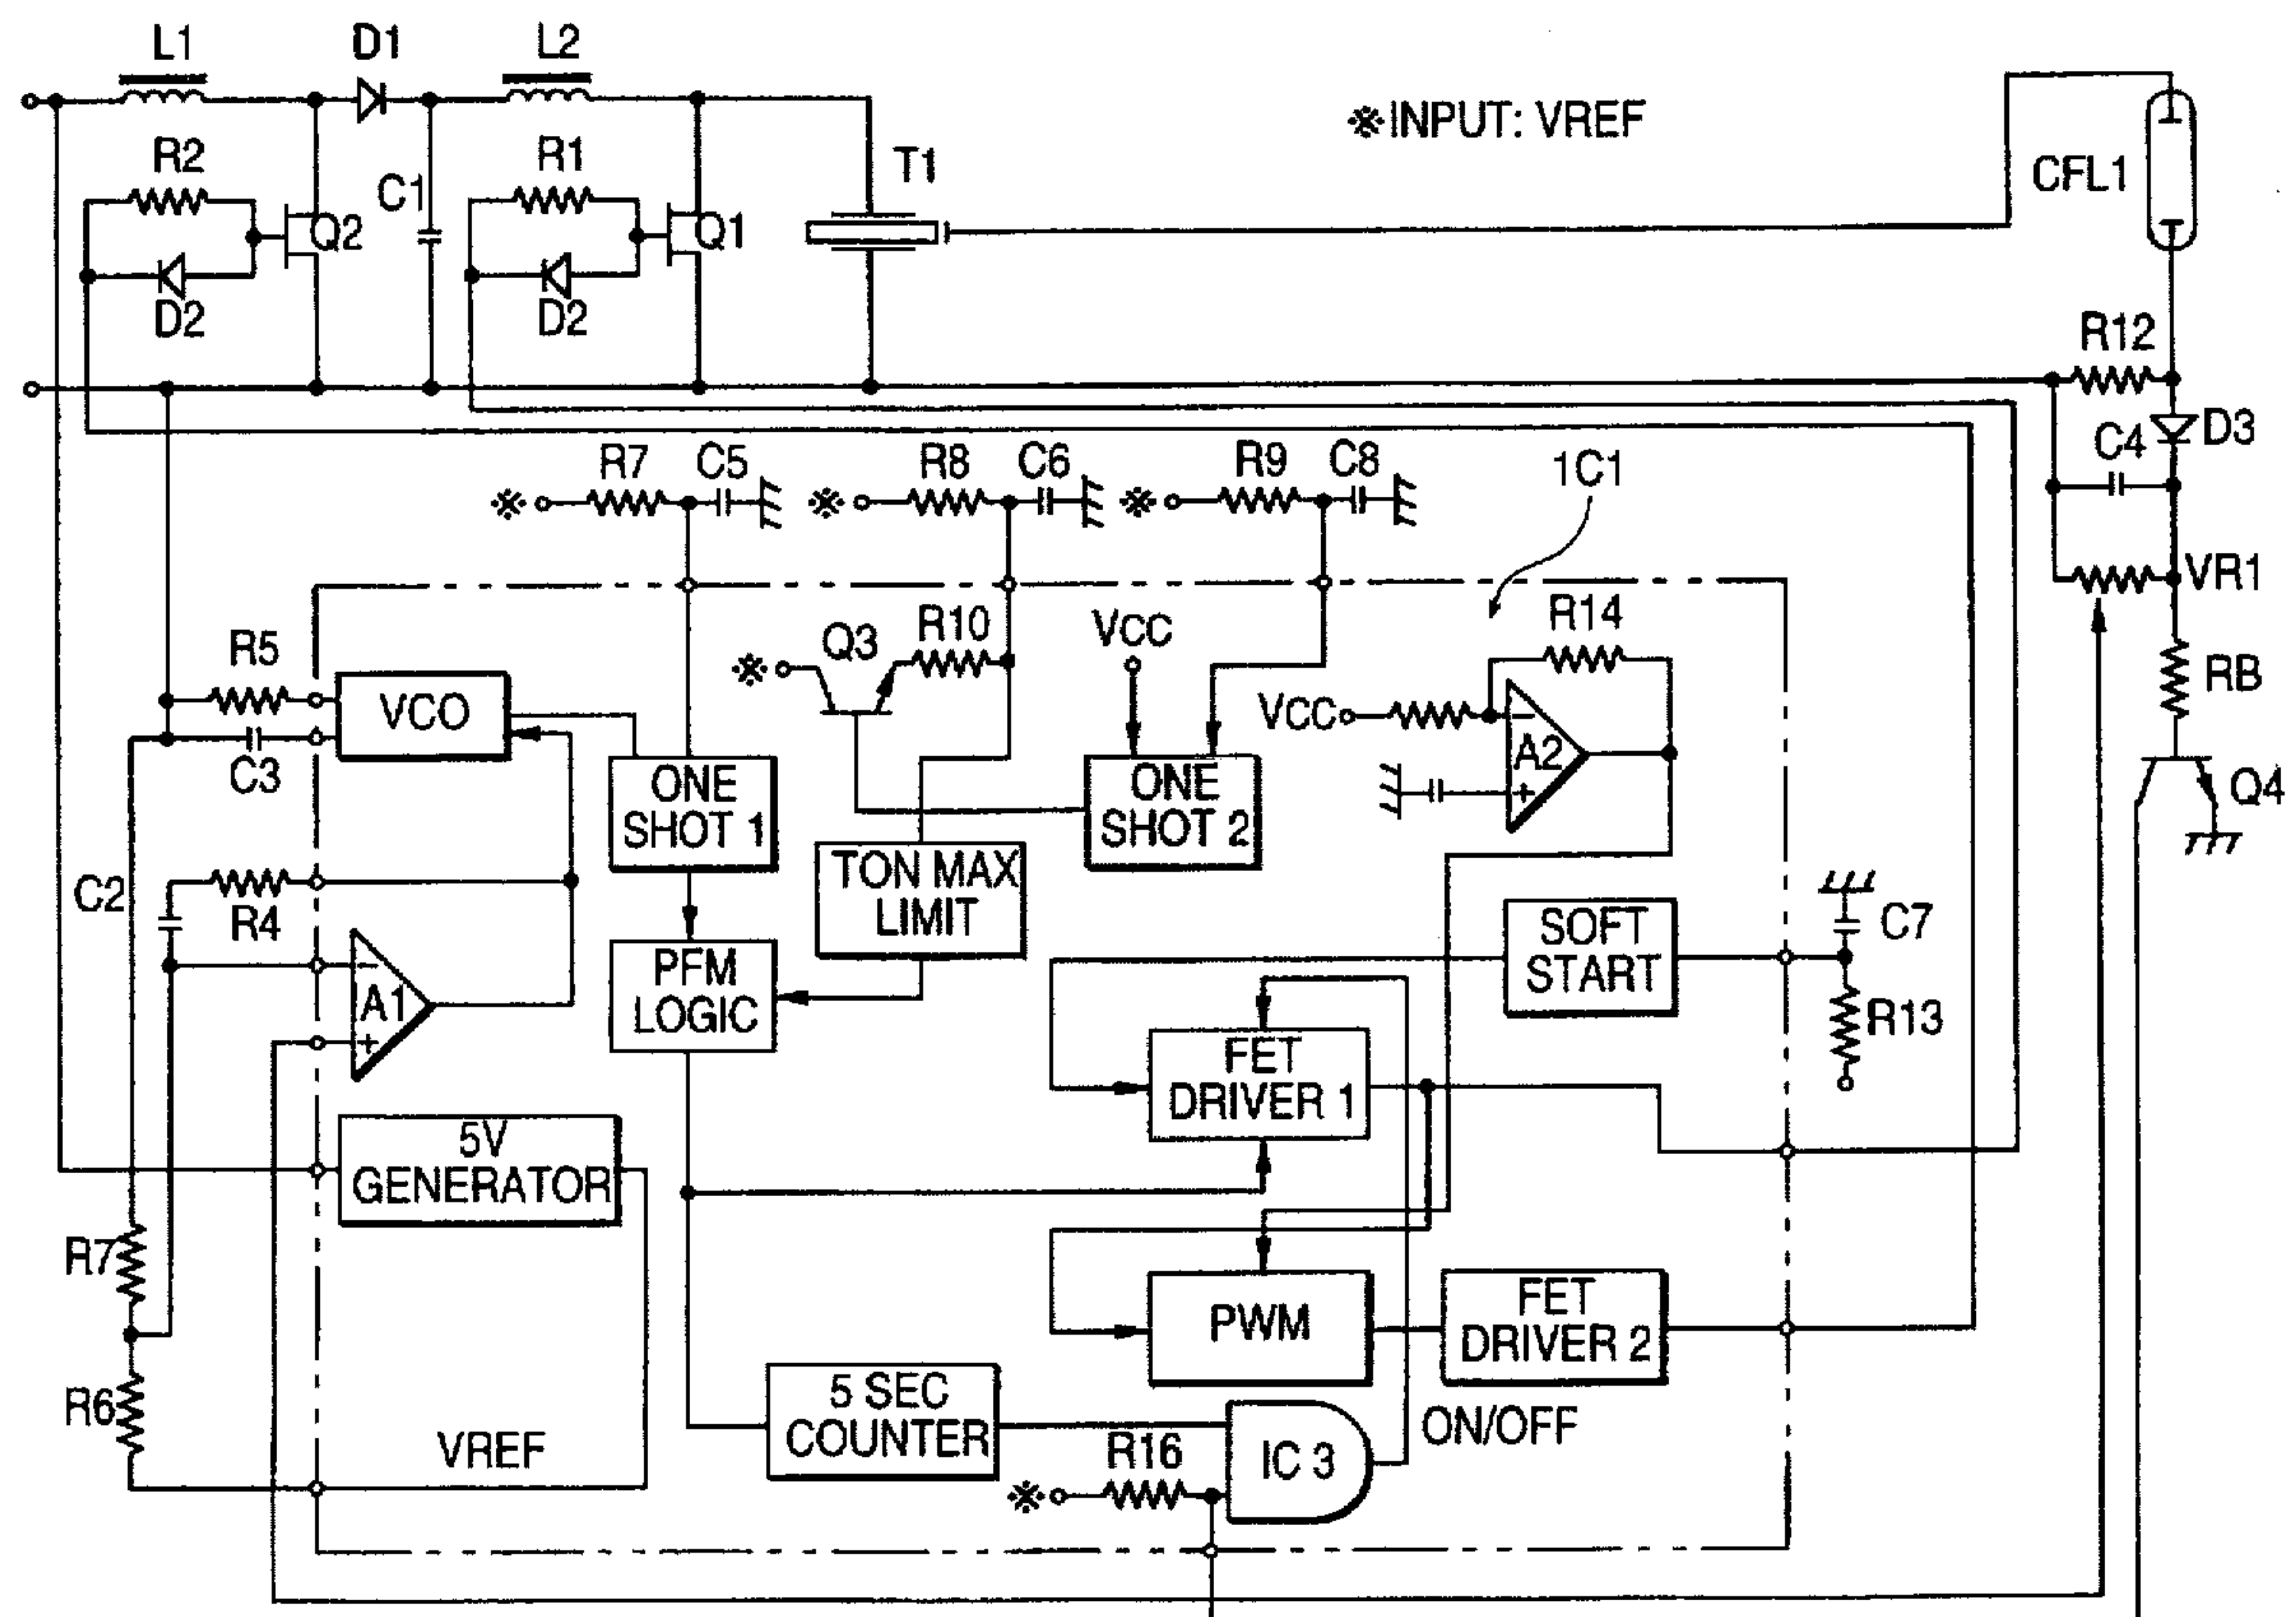 L1
D1
L2
※INPUT: VREF
R2
C1
R1
T1
CFL1
Q2
Q1
D2
D2
R12
D3
C4
R7
C5
R8
C6
R9
C8
1C1
※
※
※
VR1
R5
Q3
R10
VCC
R14
RB
※
VCO
VCC
−
A2
+
C3
ONE
SHOT 1
ONE
SHOT 2
Q4
C2
R4
TON MAX
LIMIT
SOFT
START
C7
−
A1
+
PFM
LOGIC
R13
FET
DRIVER 1
5V
GENERATOR
R7
PWM
FET
DRIVER 2
R6
VREF
5 SEC
COUNTER
R16
IC 3
ON/OFF
※